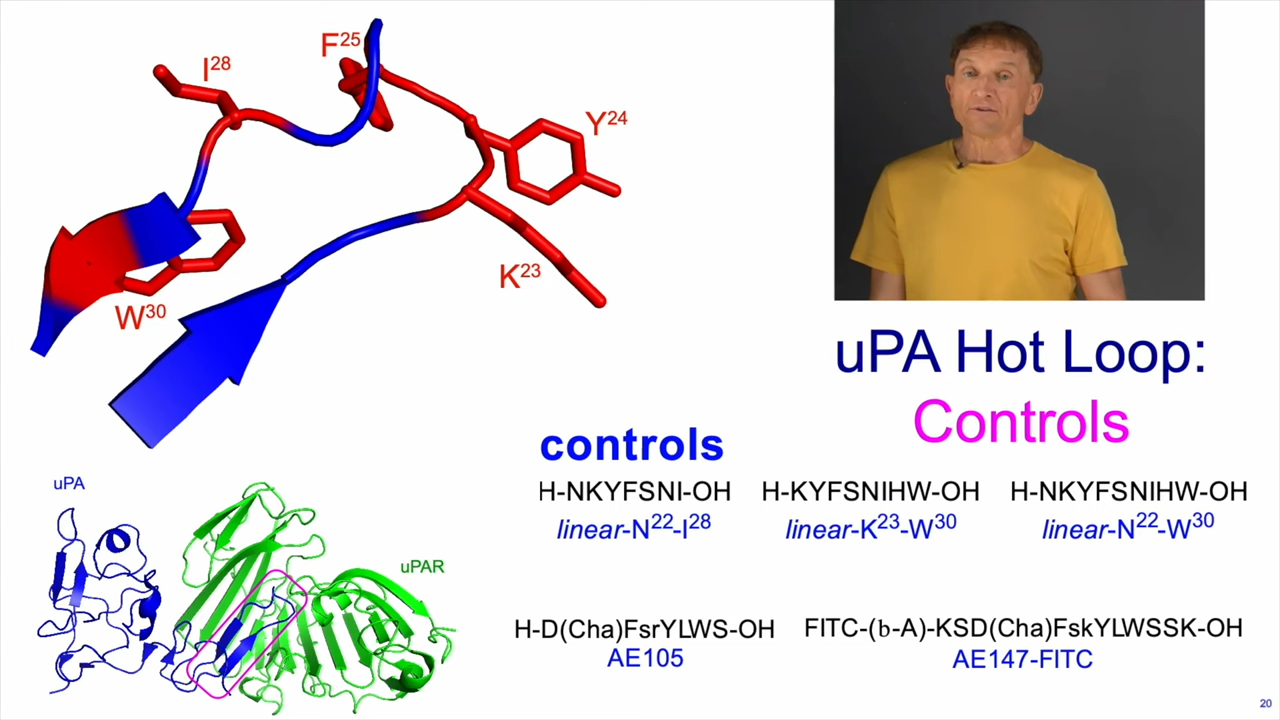 F25
I28
Y24
K23
W30
uPA Hot Loop:
Controls
controls
H-NKYFSNI-OH
linear-N22-I28
H-KYFSNIHW-OH
linear-K23-W30
H-NKYFSNIHW-OH
linear-N22-W30
uPA
uPAR
H-D(Cha)FsrYLWS-OH
AE105
FITC-(b-A)-KSD(Cha)FskYLWSSK-OH
AE147-FITC
20